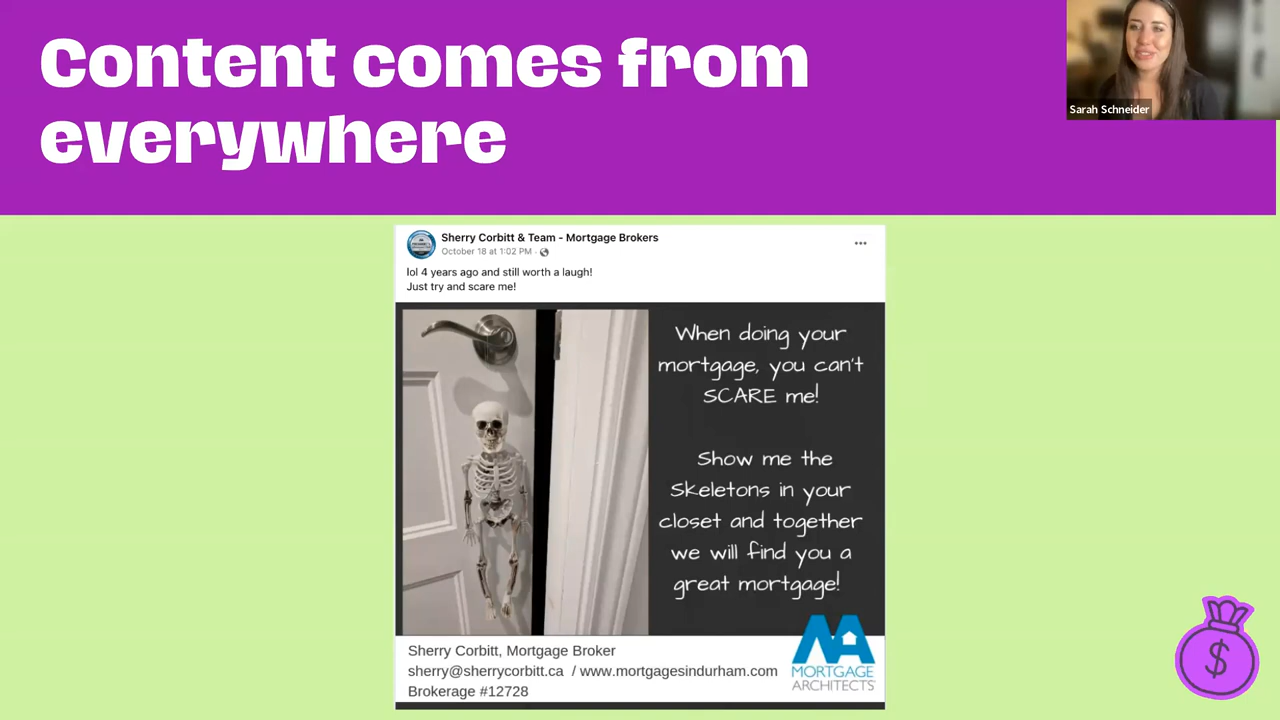 Content comes from
everywhere
Sarah Schneider
Sherry Corbitt & Team - Mortgage Brokers
October 18 at 1:02 PM ·
lol 4 years ago and still worth a laugh!
Just try and scare me!
When doing your
mortgage, you can't
SCARE me!
Show me the
Skeletons in your
closet and together
we will find you a
great mortgage!
Sherry Corbitt, Mortgage Broker
sherry@sherrycorbitt.ca / www.mortgagesindurham.com
Brokerage #12728
MORTGAGE
ARCHITECTS
$